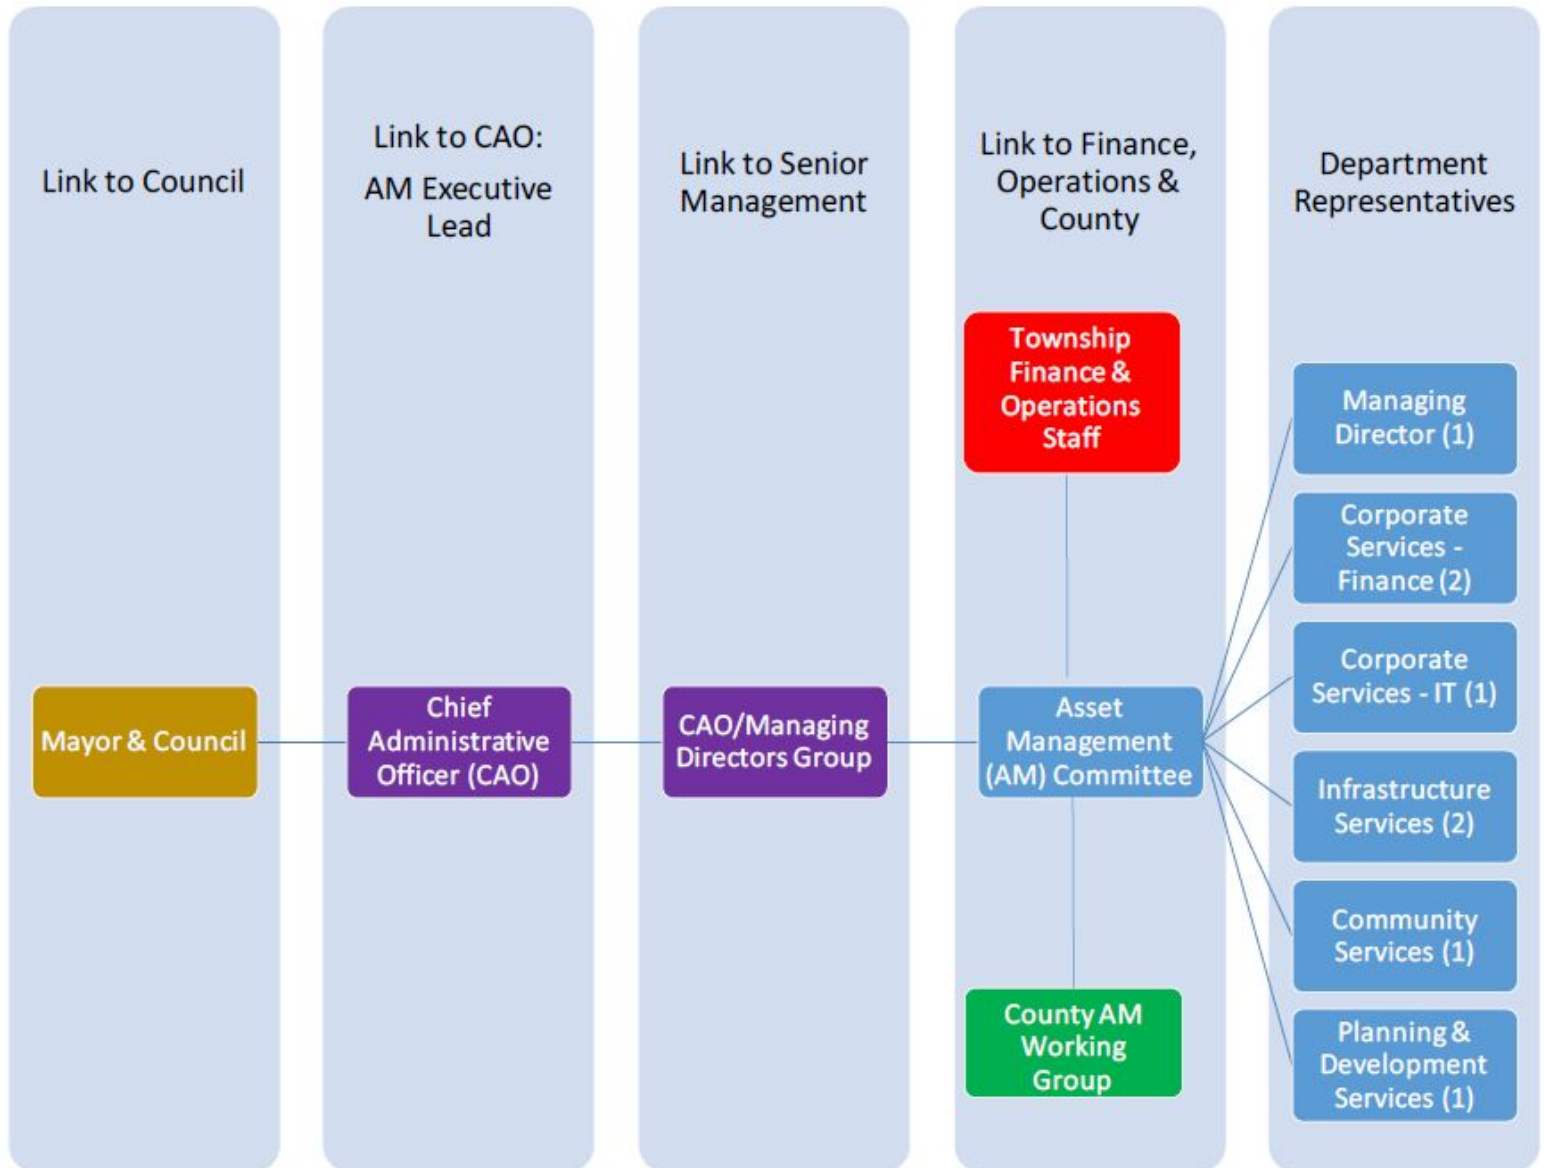 Link to Council
Link to CAO:
AM Executive
Lead
Link to Senior
Management
Link to Finance,
Operations &
County
Department
Representatives
Mayor & Council
Chief
Administrative
Officer (CAO)
CAO/Managing
Directors Group
Township
Finance &
Operations
Staff
Asset
Management
(AM) Committee
County AM
Working
Group
Managing
Director (1)
Corporate
Services -
Finance (2)
Corporate
Services - IT (1)
Infrastructure
Services (2)
Community
Services (1)
Planning &
Development
Services (1)